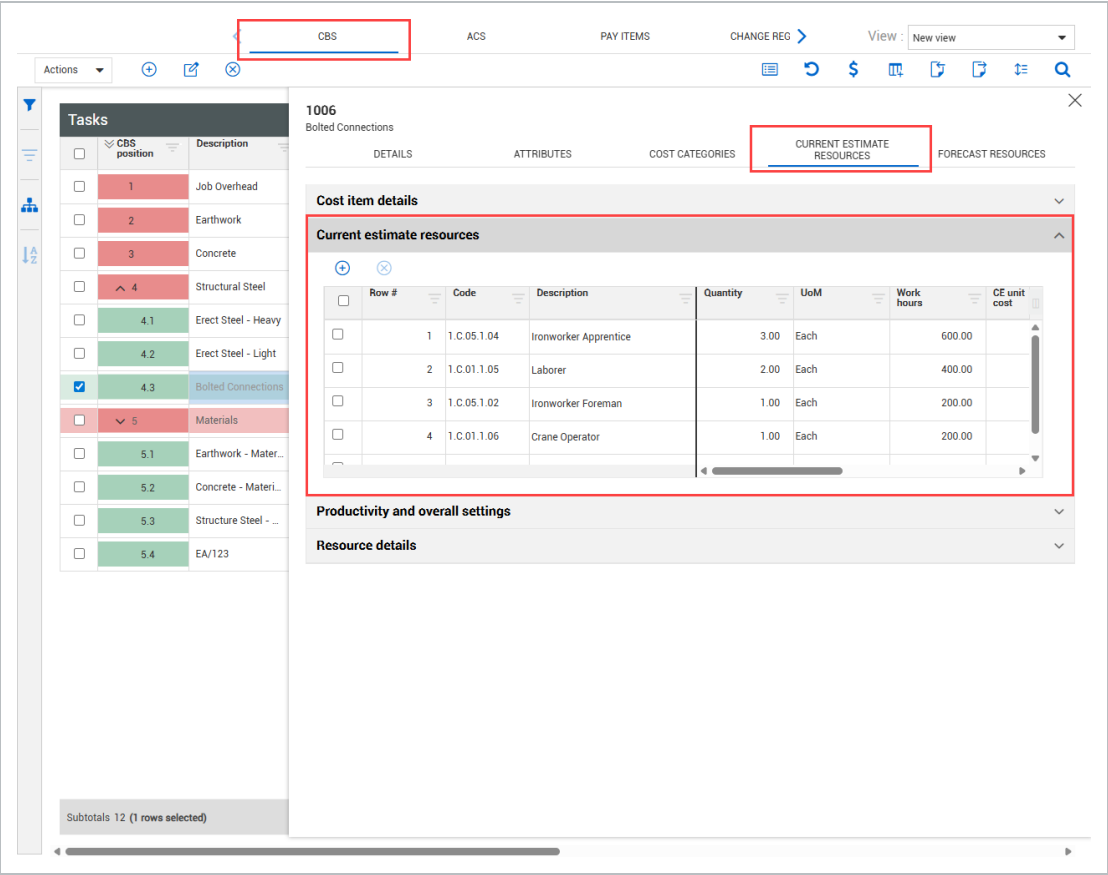 CBS ACS PAY ITEMS CHANGE REG View : New view
Actions
Tasks
CBS position Description
1 Job Overhead
2 Earthwork
3 Concrete
4 Structural Steel
4.1 Erect Steel - Heavy
4.2 Erect Steel - Light
4.3 Bolted Connections
5 Materials
5.1 Earthwork - Mater...
5.2 Concrete - Materi...
5.3 Structure Steel - ...
5.4 EA/123
Subtotals 12 (1 rows selected)
1006
Bolted Connections
DETAILS ATTRIBUTES COST CATEGORIES CURRENT ESTIMATE RESOURCES FORECAST RESOURCES
Cost item details
Current estimate resources
Row # Code Description Quantity UoM Work hours CE unit cost
1 1.C.05.1.04 Ironworker Apprentice 3.00 Each 600.00
2 1.C.01.1.05 Laborer 2.00 Each 400.00
3 1.C.05.1.02 Ironworker Foreman 1.00 Each 200.00
4 1.C.01.1.06 Crane Operator 1.00 Each 200.00
Productivity and overall settings
Resource details